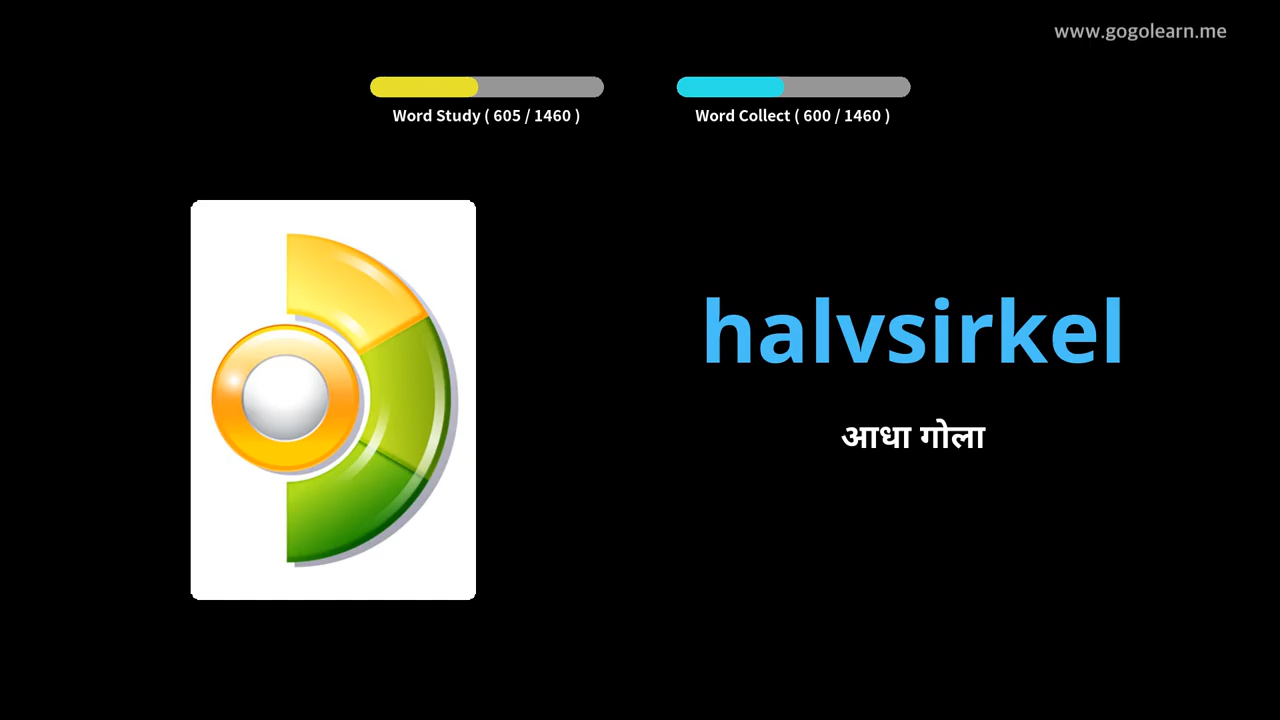 www.gogolearn.me
Word Study ( 605 / 1460 )
Word Collect ( 600 / 1460 )
halvsirkel
आधा गोला